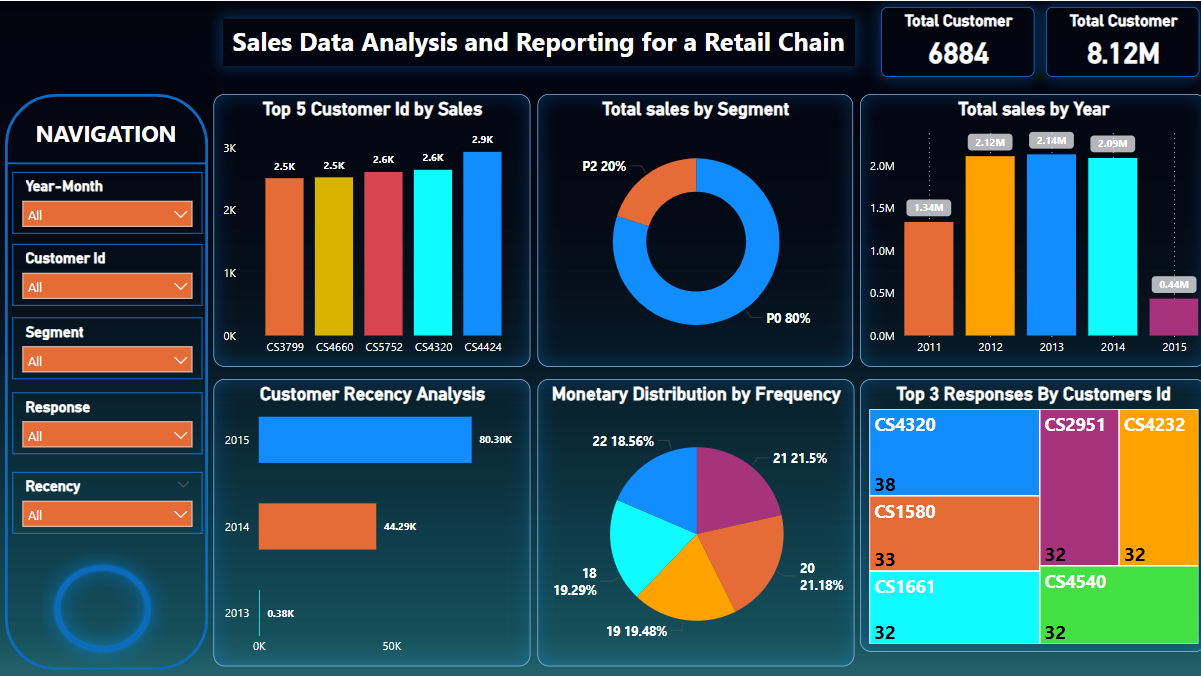 Sales Data Analysis and Reporting for a Retail Chain
Total Customer
6884
Total Customer
8.12M
NAVIGATION
Year-Month
All
Customer Id
All
Segment
All
Response
All
Recency
All
Top 5 Customer Id by Sales
3K
2K
1K
0K
2.5K
2.5K
2.6K
2.6K
2.9K
CS3799 CS4660 CS5752 CS4320 CS4424
Total sales by Segment
P2 20%
P0 80%
Total sales by Year
2.0M
1.5M
1.0M
0.5M
0.0M
1.34M
2.12M
2.14M
2.09M
0.44M
2011 2012 2013 2014 2015
Customer Recency Analysis
2015
80.30K
2014
44.29K
2013
0.38K
0K 50K
Monetary Distribution by Frequency
22 18.56%
21 21.5%
18
19.29%
20
21.18%
19 19.48%
Top 3 Responses By Customers Id
CS4320
38
CS1580
33
CS1661
32
CS2951
32
CS4232
32
CS4540
32